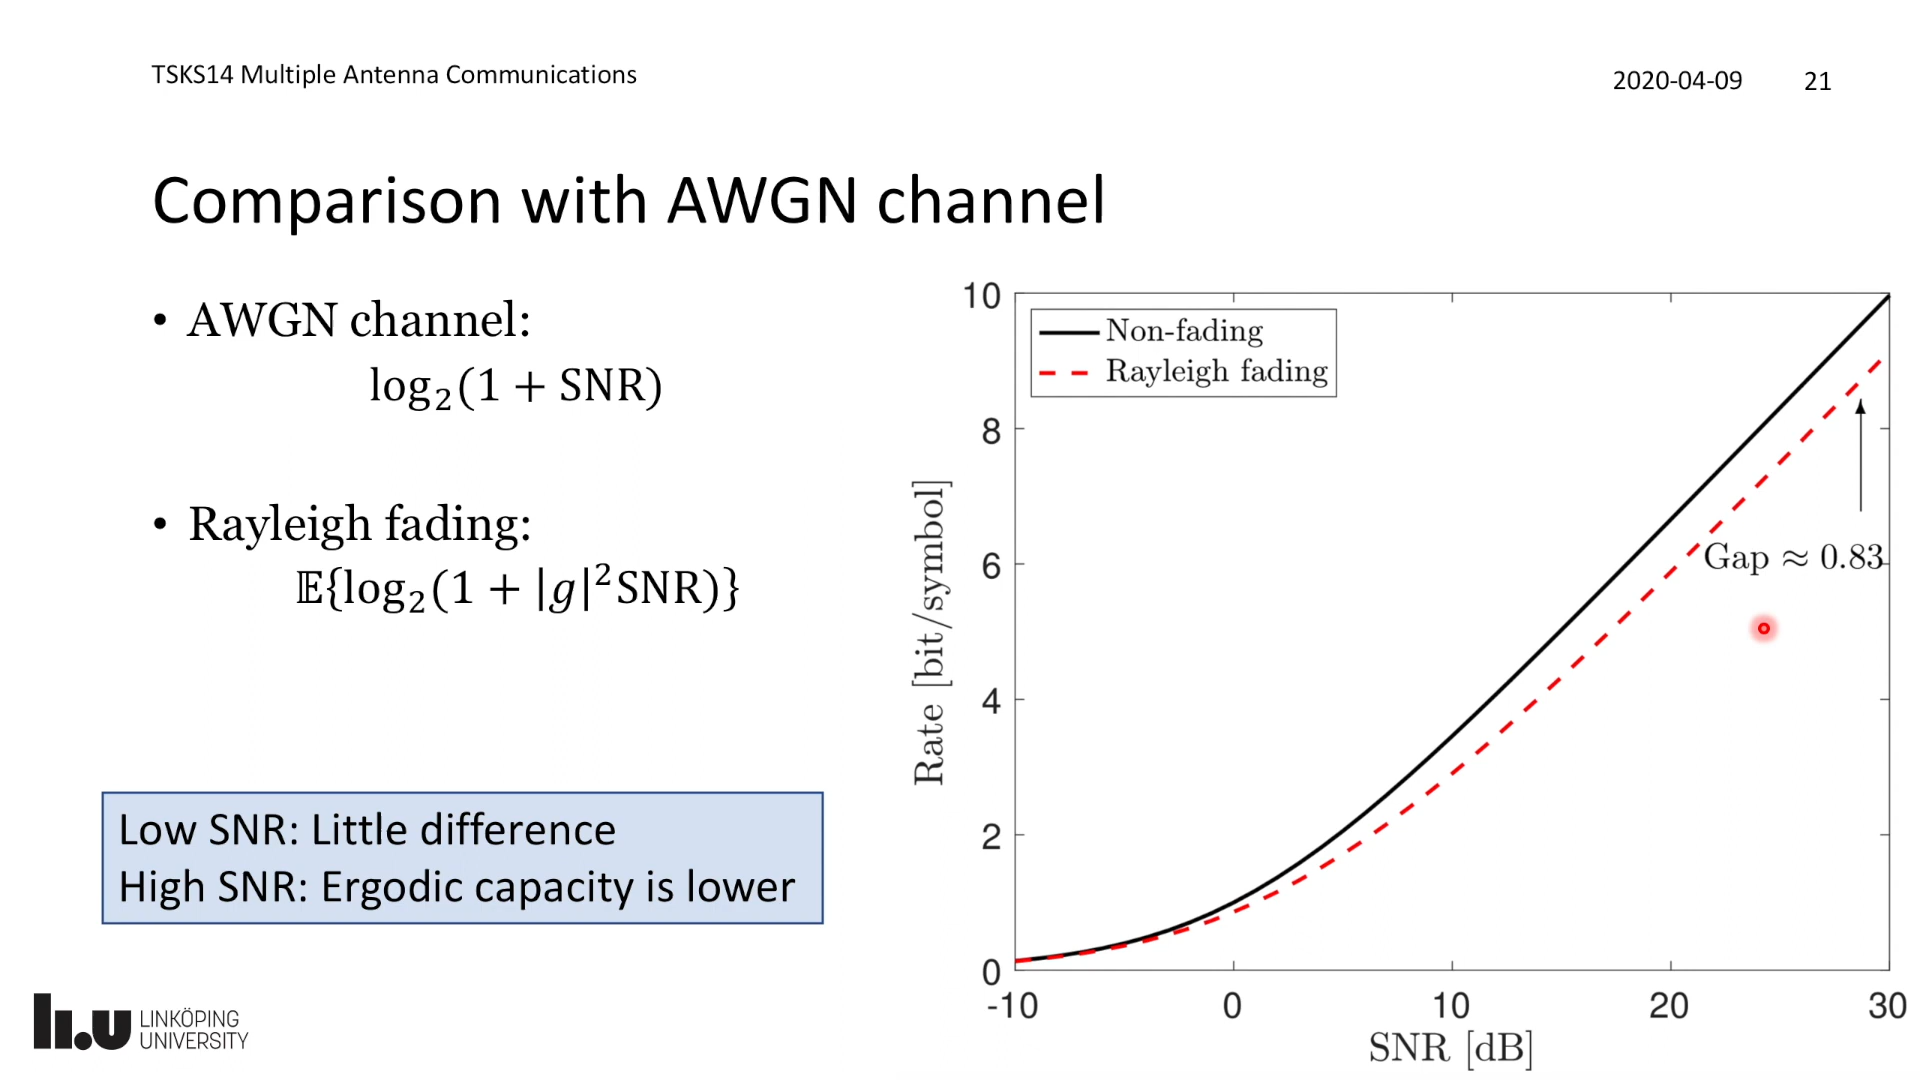 TSKS14 Multiple Antenna Communications
2020-04-09 21
Comparison with AWGN channel
• AWGN channel:
log₂(1 + SNR)
• Rayleigh fading:
𝔼{log₂(1 + |g|²SNR)}
Low SNR: Little difference
High SNR: Ergodic capacity is lower
LINKÖPING
UNIVERSITY
li.u
Non-fading
Rayleigh fading
Gap ≈ 0.83
Rate [bit/symbol]
10
8
6
4
2
0
-10 0 10 20 30
SNR [dB]